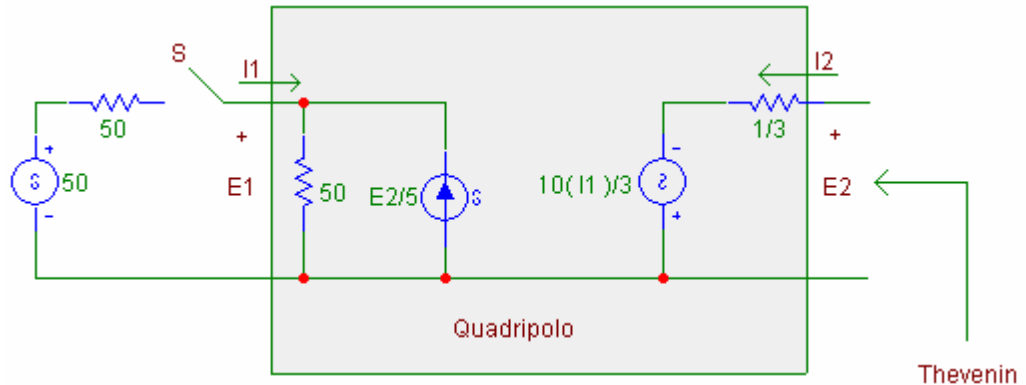 S
I1
I2
50
1/3
+
+
+
-
50
-
E1
50
E2/5
10( I1 )/3
+
E2
Quadripolo
Thevenin